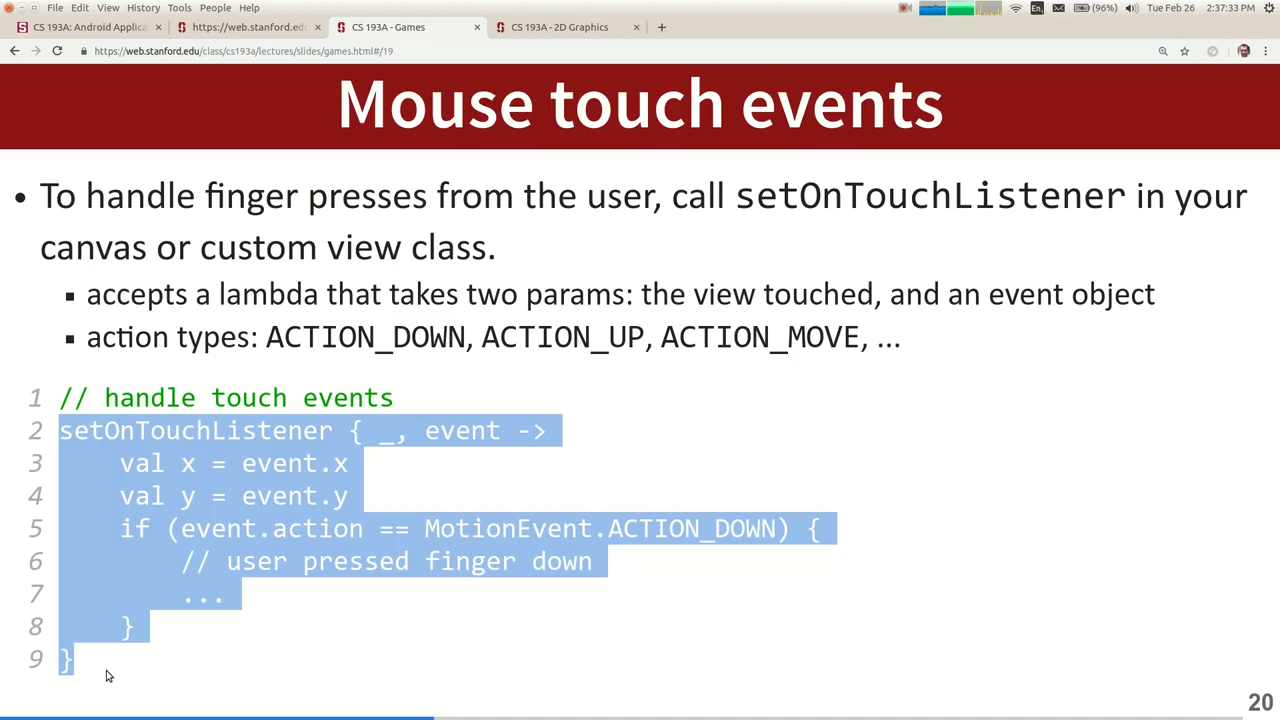 File Edit View History Tools People Help
En (96%) Tue Feb 26 2:37:33 PM
CS 193A: Android Applica
https://web.stanford.edu
CS 193A - Games
CS 193A - 2D Graphics
https://web.stanford.edu/class/cs193a/lectures/slides/games.html#/19
Mouse touch events
• To handle finger presses from the user, call setOnTouchListener in your
canvas or custom view class.
▪ accepts a lambda that takes two params: the view touched, and an event object
▪ action types: ACTION_DOWN, ACTION_UP, ACTION_MOVE, ...
1 // handle touch events
2 setOnTouchListener { _, event ->
3     val x = event.x
4     val y = event.y
5     if (event.action == MotionEvent.ACTION_DOWN) {
6         // user pressed finger down
7         ...
8     }
9 }
20